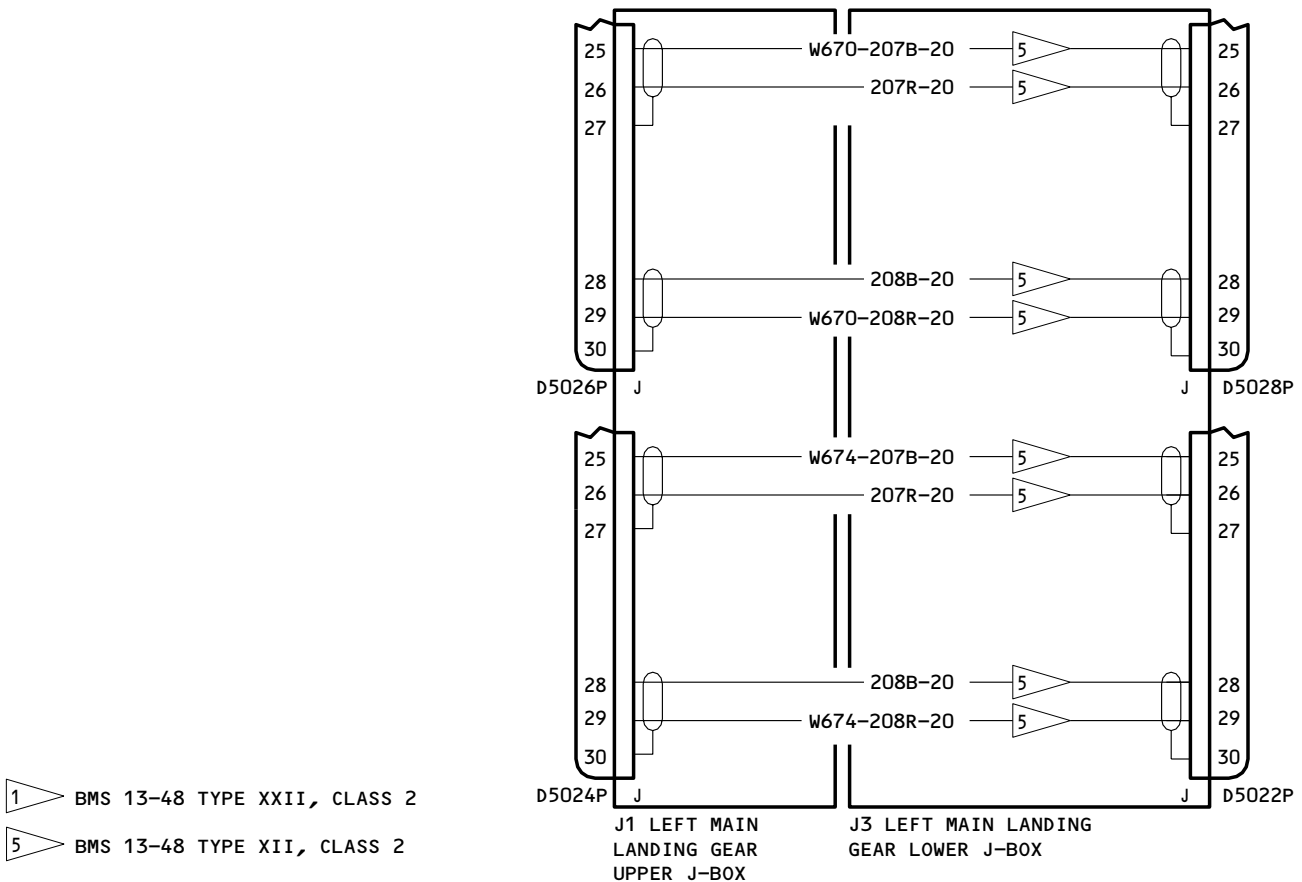 25 W670-207B-20 5 25
26 207R-20 5 26
27 27
28 208B-20 5 28
29 W670-208R-20 5 29
30 30
D5026P J J D5028P
25 W674-207B-20 5 25
26 207R-20 5 26
27 27
28 208B-20 5 28
29 W674-208R-20 5 29
30 30
D5024P J J D5022P
1 BMS 13-48 TYPE XXII, CLASS 2
5 BMS 13-48 TYPE XII, CLASS 2
J1 LEFT MAIN
LANDING GEAR
UPPER J-BOX
J3 LEFT MAIN LANDING
GEAR LOWER J-BOX